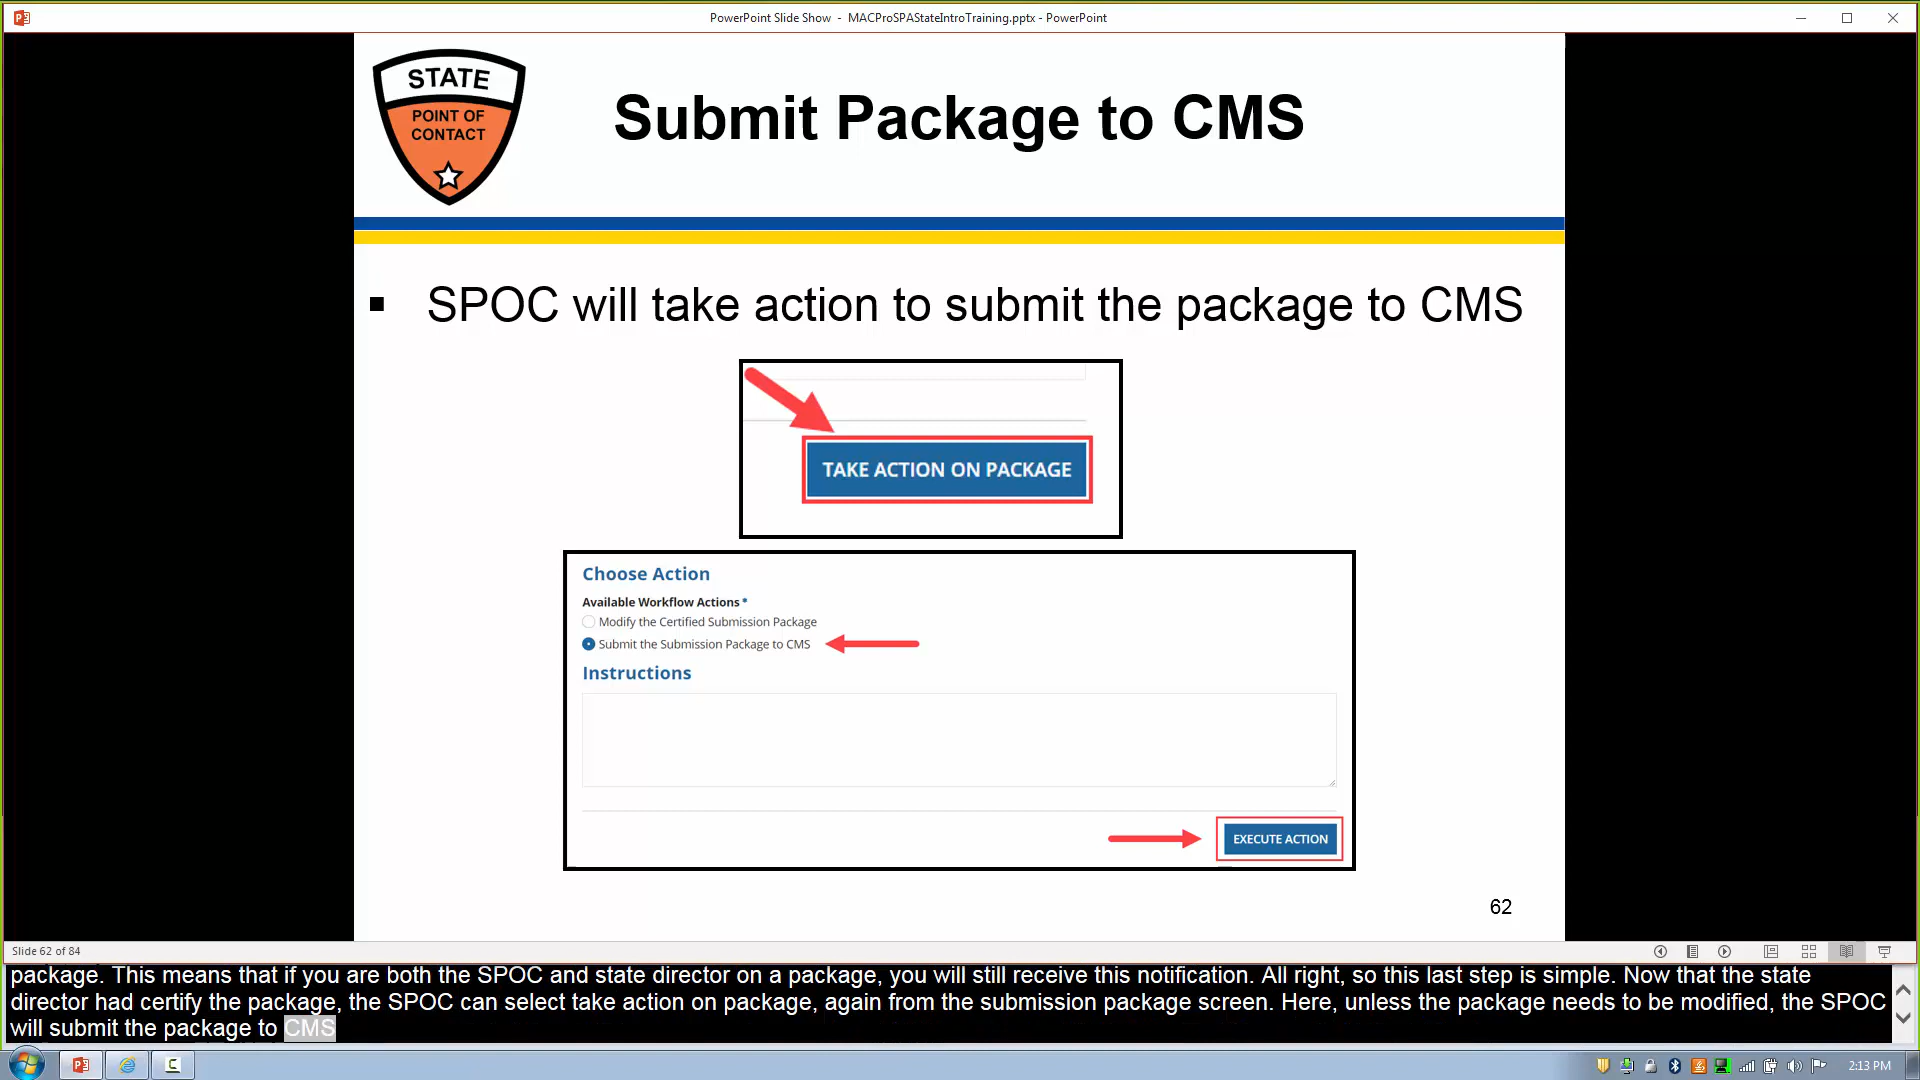 PowerPoint Slide Show - MACProSPAStateIntroTraining.pptx - PowerPoint
STATE
POINT OF
CONTACT
Submit Package to CMS
▪ SPOC will take action to submit the package to CMS
TAKE ACTION ON PACKAGE
Choose Action
Available Workflow Actions *
Modify the Certified Submission Package
Submit the Submission Package to CMS
Instructions
EXECUTE ACTION
62
Slide 62 of 84
package. This means that if you are both the SPOC and state director on a package, you will still receive this notification. All right, so this last step is simple. Now that the state
director had certify the package, the SPOC can select take action on package, again from the submission package screen. Here, unless the package needs to be modified, the SPOC
will submit the package to CMS
2:13 PM